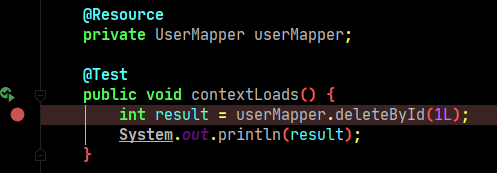 @Resource
private UserMapper userMapper;
@Test
public void contextLoads() {
int result = userMapper.deleteById(1L);
System.out.println(result);
}